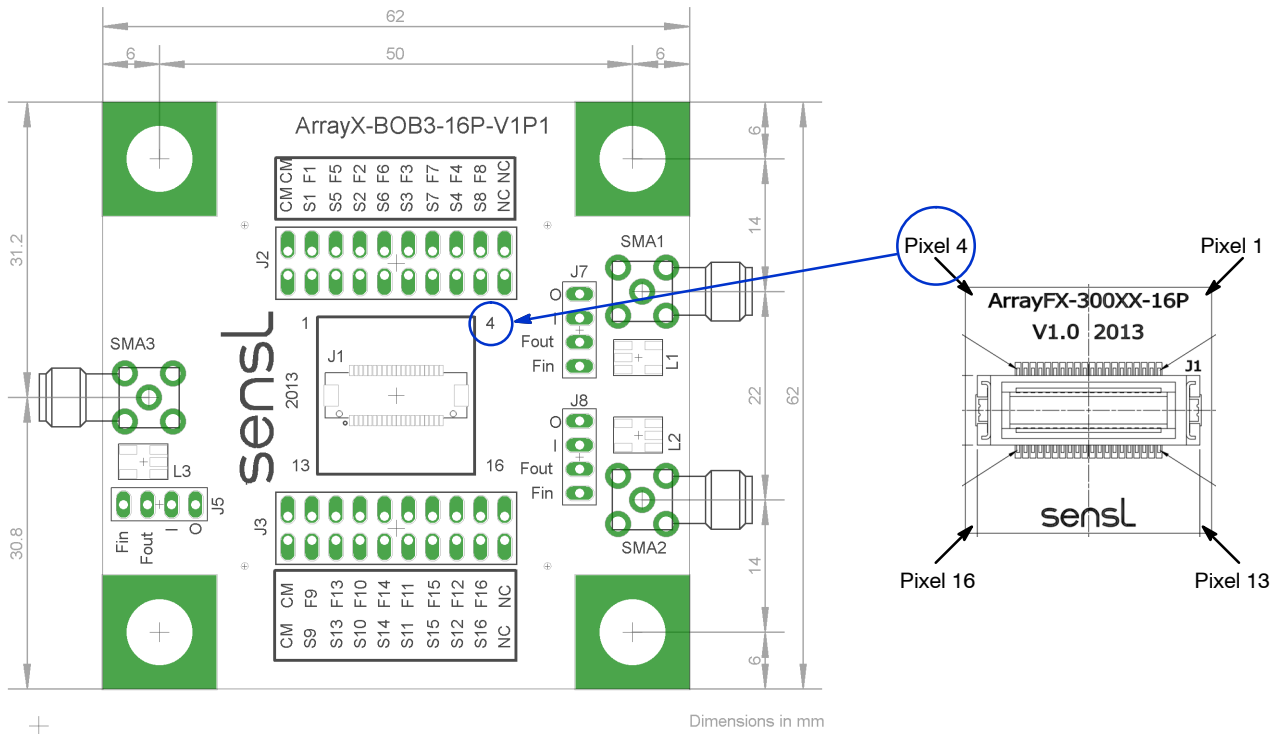 62
6
50
6
ArrayX-BOB3-16P-V1P1
CM CM
S1 F1
S5 F5
S2 F2
S6 F6
S3 F3
S7 F7
S4 F4
S8 F8
NC NC
J2
SMA1
J7
O
I
Fout
Fin
L1
1
4
J1
13
16
sensL
2013
SMA3
L3
J5
Fin
Fout
I
O
J8
O
I
Fout
Fin
L2
SMA2
J3
CM CM
S9 F9
S13 F13
S10 F10
S14 F14
S11 F11
S15 F15
S12 F12
S16 F16
NC NC
31.2
30.8
6
14
22
62
14
6
Dimensions in mm
Pixel 4
Pixel 1
ArrayFX-300XX-16P
V1.0 2013
J1
sensL
Pixel 16
Pixel 13